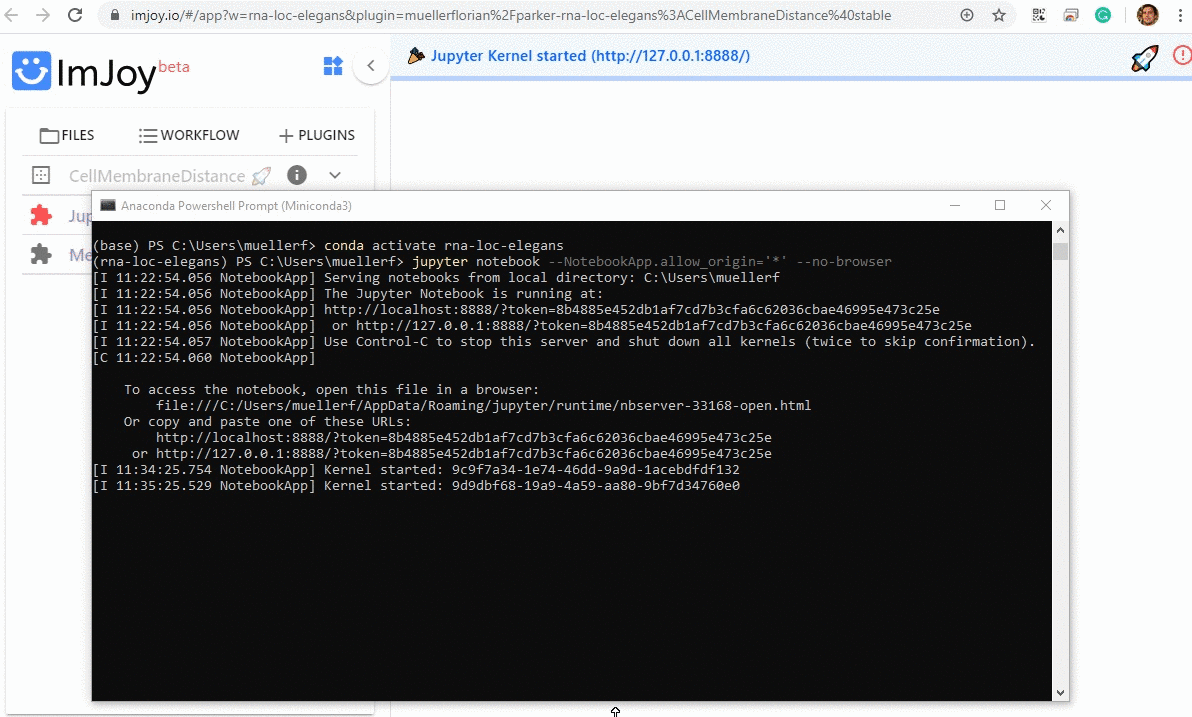 imjoy.io/#/app?w=rna-loc-elegans&plugin=muellerflorian%2Fparker-rna-loc-elegans%3ACellMembraneDistance%40stable
ImJoy beta
Jupyter Kernel started (http://127.0.0.1:8888/)
FILES WORKFLOW PLUGINS
CellMembraneDistance
Jup
Me
Anaconda Powershell Prompt (Miniconda3)
(base) PS C:\Users\muellerf> conda activate rna-loc-elegans
(rna-loc-elegans) PS C:\Users\muellerf> jupyter notebook --NotebookApp.allow_origin='*' --no-browser
[I 11:22:54.056 NotebookApp] Serving notebooks from local directory: C:\Users\muellerf
[I 11:22:54.056 NotebookApp] The Jupyter Notebook is running at:
[I 11:22:54.056 NotebookApp] http://localhost:8888/?token=8b4885e452db1af7cd7b3cfa6c62036cbae46995e473c25e
[I 11:22:54.056 NotebookApp]  or http://127.0.0.1:8888/?token=8b4885e452db1af7cd7b3cfa6c62036cbae46995e473c25e
[I 11:22:54.057 NotebookApp] Use Control-C to stop this server and shut down all kernels (twice to skip confirmation).
[C 11:22:54.060 NotebookApp]
To access the notebook, open this file in a browser:
file:///C:/Users/muellerf/AppData/Roaming/jupyter/runtime/nbserver-33168-open.html
Or copy and paste one of these URLs:
http://localhost:8888/?token=8b4885e452db1af7cd7b3cfa6c62036cbae46995e473c25e
or http://127.0.0.1:8888/?token=8b4885e452db1af7cd7b3cfa6c62036cbae46995e473c25e
[I 11:34:25.754 NotebookApp] Kernel started: 9c9f7a34-1e74-46dd-9a9d-1acebdfdf132
[I 11:35:25.529 NotebookApp] Kernel started: 9d9dbf68-19a9-4a59-aa80-9bf7d34760e0